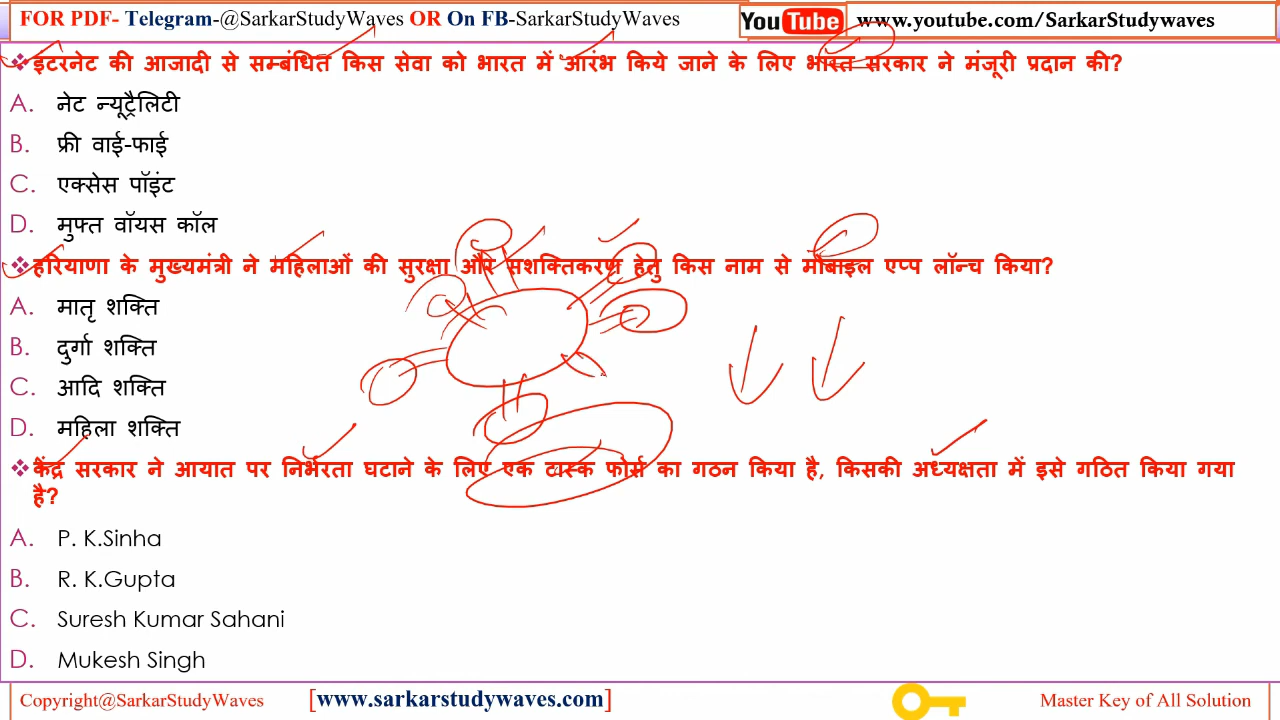 FOR PDF- Telegram-@SarkarStudyWaves OR On FB-SarkarStudyWaves
YouTube www.youtube.com/SarkarStudywaves
❖इंटरनेट की आजादी से सम्बंधित किस सेवा को भारत में आरंभ किये जाने के लिए भारत सरकार ने मंजूरी प्रदान की?
A. नेट न्यूट्रैलिटी
B. फ्री वाई-फाई
C. एक्सेस पॉइंट
D. मुफ्त वॉयस कॉल
❖हरियाणा के मुख्यमंत्री ने महिलाओं की सुरक्षा और सशक्तिकरण हेतु किस नाम से मोबाइल एप्प लॉन्च किया?
A. मातृ शक्ति
B. दुर्गा शक्ति
C. आदि शक्ति
D. महिला शक्ति
❖केंद्र सरकार ने आयात पर निर्भरता घटाने के लिए एक टास्क फोर्स का गठन किया है, किसकी अध्यक्षता में इसे गठित किया गया
है?
A. P. K.Sinha
B. R. K.Gupta
C. Suresh Kumar Sahani
D. Mukesh Singh
Copyright@SarkarStudyWaves [www.sarkarstudywaves.com] Master Key of All Solution